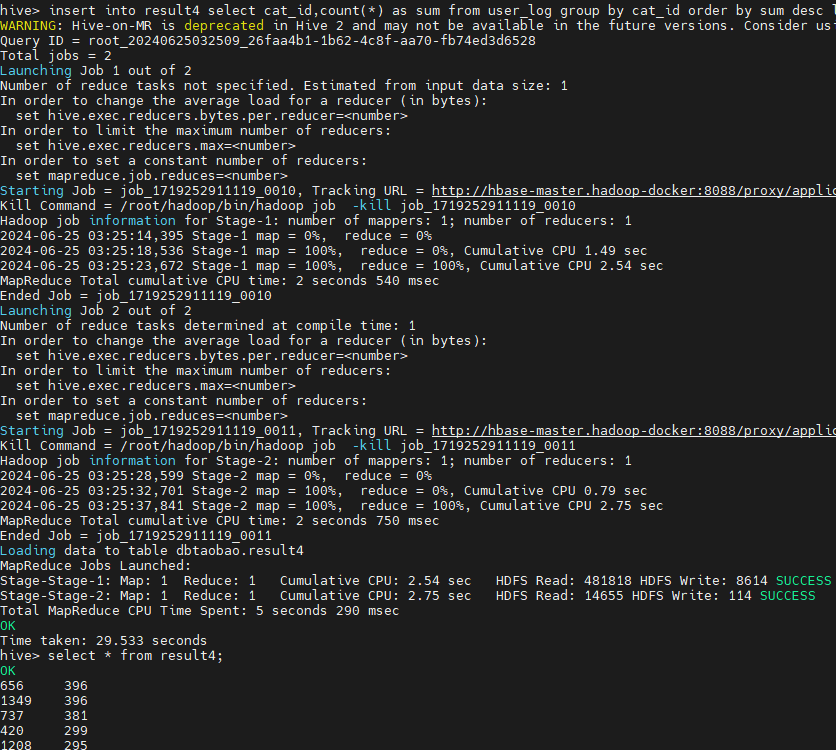 hive> insert into result4 select cat_id,count(*) as sum from user_log group by cat_id order by sum desc l
WARNING: Hive-on-MR is deprecated in Hive 2 and may not be available in the future versions. Consider usi
Query ID = root_20240625032509_26faa4b1-1b62-4c8f-aa70-fb74ed3d6528
Total jobs = 2
Launching Job 1 out of 2
Number of reduce tasks not specified. Estimated from input data size: 1
In order to change the average load for a reducer (in bytes):
  set hive.exec.reducers.bytes.per.reducer=<number>
In order to limit the maximum number of reducers:
  set hive.exec.reducers.max=<number>
In order to set a constant number of reducers:
  set mapreduce.job.reduces=<number>
Starting Job = job_1719252911119_0010, Tracking URL = http://hbase-master.hadoop-docker:8088/proxy/applic
Kill Command = /root/hadoop/bin/hadoop job  -kill job_1719252911119_0010
Hadoop job information for Stage-1: number of mappers: 1; number of reducers: 1
2024-06-25 03:25:14,395 Stage-1 map = 0%,  reduce = 0%
2024-06-25 03:25:18,536 Stage-1 map = 100%,  reduce = 0%, Cumulative CPU 1.49 sec
2024-06-25 03:25:23,672 Stage-1 map = 100%,  reduce = 100%, Cumulative CPU 2.54 sec
MapReduce Total cumulative CPU time: 2 seconds 540 msec
Ended Job = job_1719252911119_0010
Launching Job 2 out of 2
Number of reduce tasks determined at compile time: 1
In order to change the average load for a reducer (in bytes):
  set hive.exec.reducers.bytes.per.reducer=<number>
In order to limit the maximum number of reducers:
  set hive.exec.reducers.max=<number>
In order to set a constant number of reducers:
  set mapreduce.job.reduces=<number>
Starting Job = job_1719252911119_0011, Tracking URL = http://hbase-master.hadoop-docker:8088/proxy/applic
Kill Command = /root/hadoop/bin/hadoop job  -kill job_1719252911119_0011
Hadoop job information for Stage-2: number of mappers: 1; number of reducers: 1
2024-06-25 03:25:28,599 Stage-2 map = 0%,  reduce = 0%
2024-06-25 03:25:32,701 Stage-2 map = 100%,  reduce = 0%, Cumulative CPU 0.79 sec
2024-06-25 03:25:37,841 Stage-2 map = 100%,  reduce = 100%, Cumulative CPU 2.75 sec
MapReduce Total cumulative CPU time: 2 seconds 750 msec
Ended Job = job_1719252911119_0011
Loading data to table dbtaobao.result4
MapReduce Jobs Launched:
Stage-Stage-1: Map: 1  Reduce: 1   Cumulative CPU: 2.54 sec   HDFS Read: 481818 HDFS Write: 8614 SUCCESS
Stage-Stage-2: Map: 1  Reduce: 1   Cumulative CPU: 2.75 sec   HDFS Read: 14655 HDFS Write: 114 SUCCESS
Total MapReduce CPU Time Spent: 5 seconds 290 msec
OK
Time taken: 29.533 seconds
hive> select * from result4;
OK
656     396
1349    396
737     381
420     299
1208    295